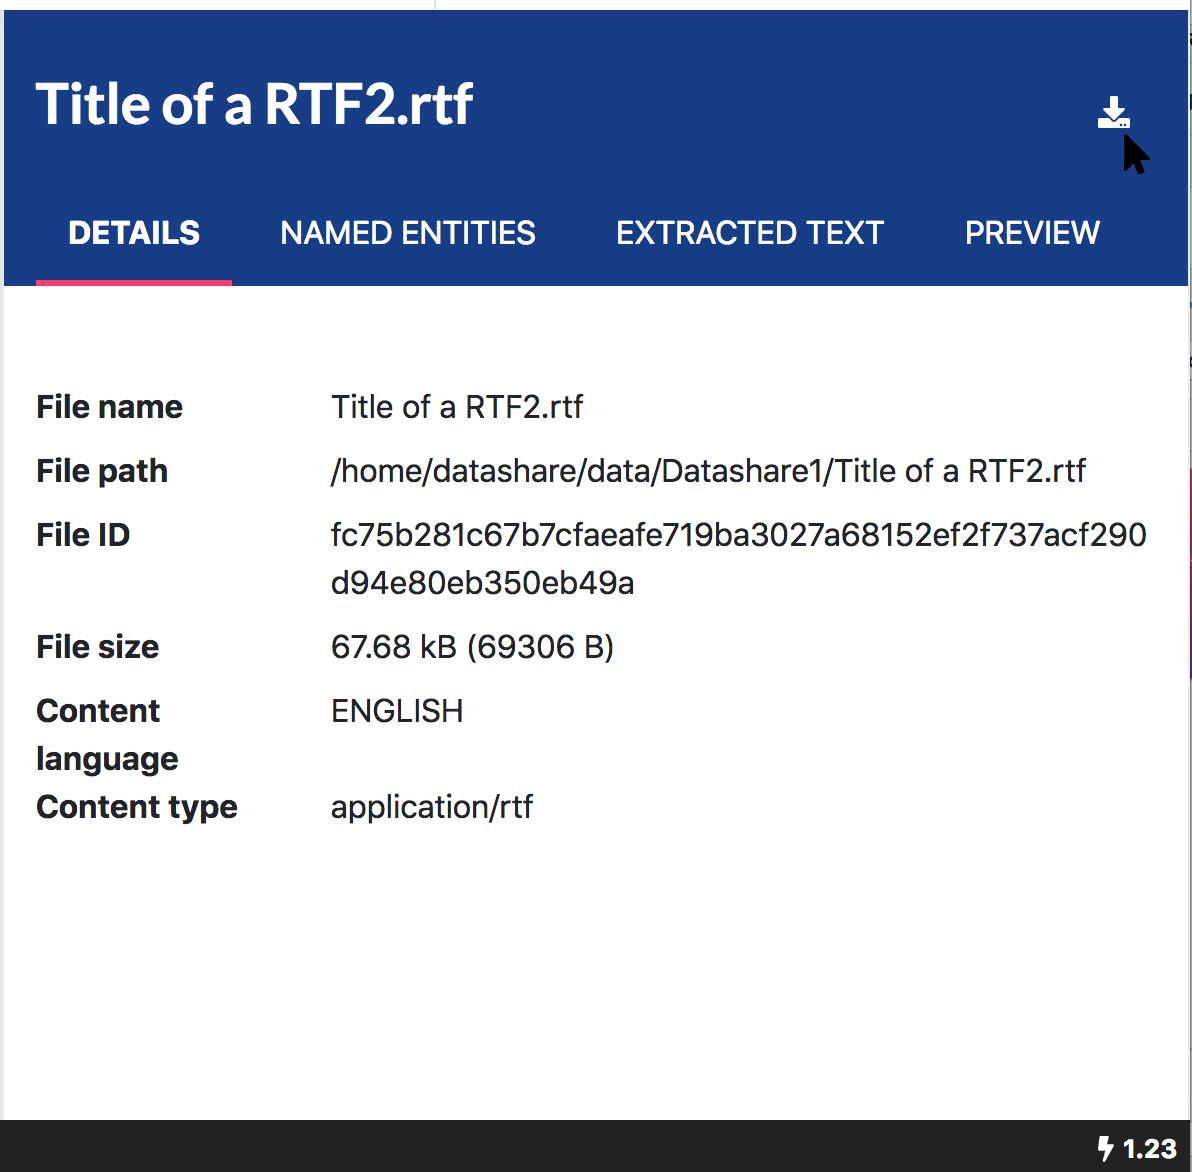 Title of a RTF2.rtf
DETAILS NAMED ENTITIES EXTRACTED TEXT PREVIEW
File name Title of a RTF2.rtf
File path /home/datashare/data/Datashare1/Title of a RTF2.rtf
File ID fc75b281c67b7cfaeafe719ba3027a68152ef2f737acf290
d94e80eb350eb49a
File size 67.68 kB (69306 B)
Content ENGLISH
language
Content type application/rtf
1.23